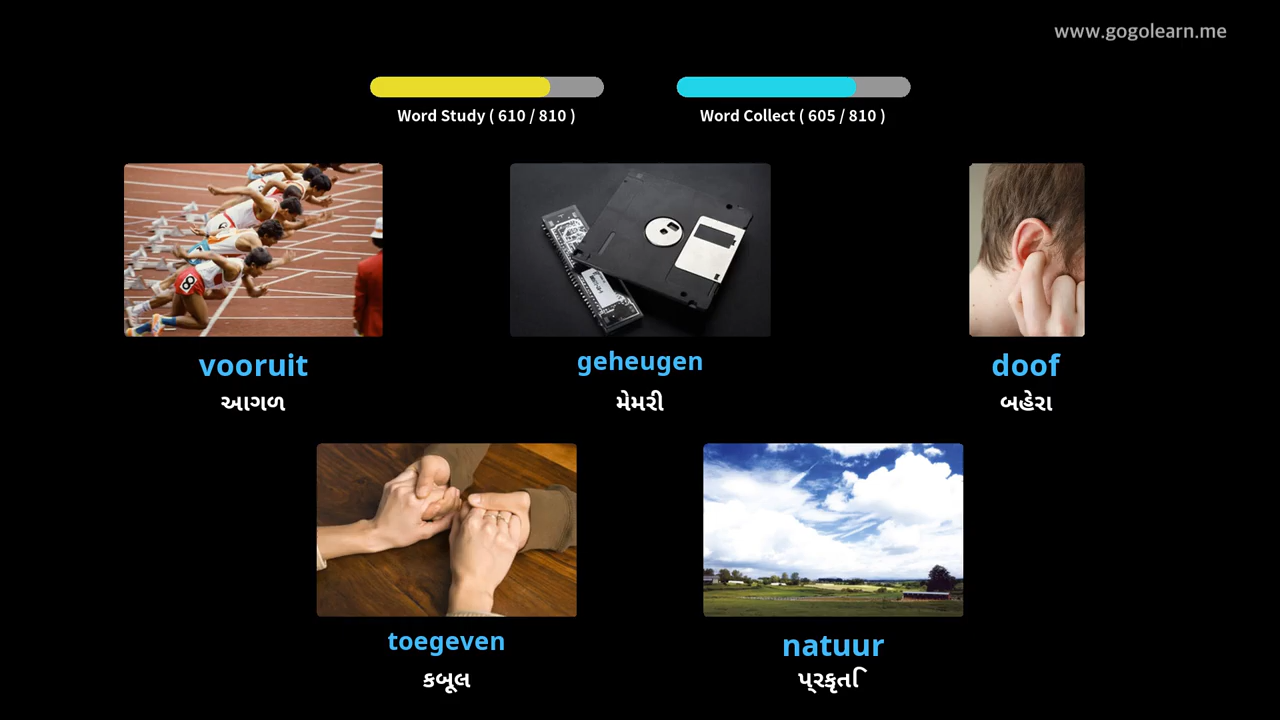 www.gogolearn.me
Word Study ( 610 / 810 )
Word Collect ( 605 / 810 )
vooruit
આગળ
geheugen
મેમરી
doof
બહેરા
toegeven
કબૂલ
natuur
પ્રકૃતિ